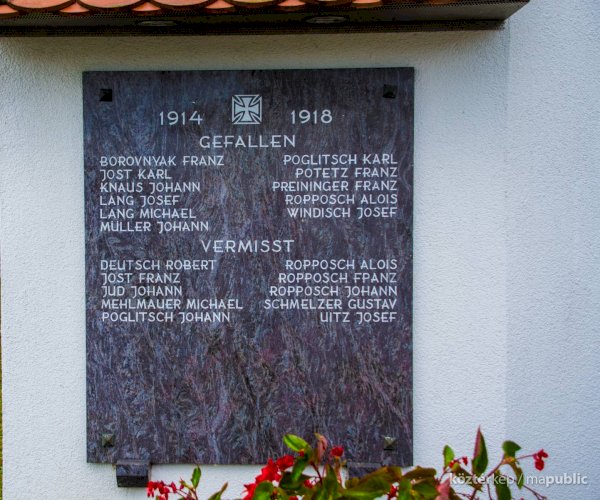 1914 1918
GEFALLEN
BOROVNYAK FRANZ POGLITSCH KARL
JOST KARL POTETZ FRANZ
KNAUS JOHANN PREININGER FRANZ
LANG JOSEF ROPPOSCH ALOIS
LANG MICHAEL WINDISCH JOSEF
MÜLLER JOHANN
VERMISST
DEUTSCH ROBERT ROPPOSCH ALOIS
JOST FRANZ ROPPOSCH FPANZ
JUD JOHANN ROPPOSCH JOHANN
MEHLMAUER MICHAEL SCHMELZER GUSTAV
POGLITSCH JOHANN UITZ JOSEF
köztérkép / mapublic